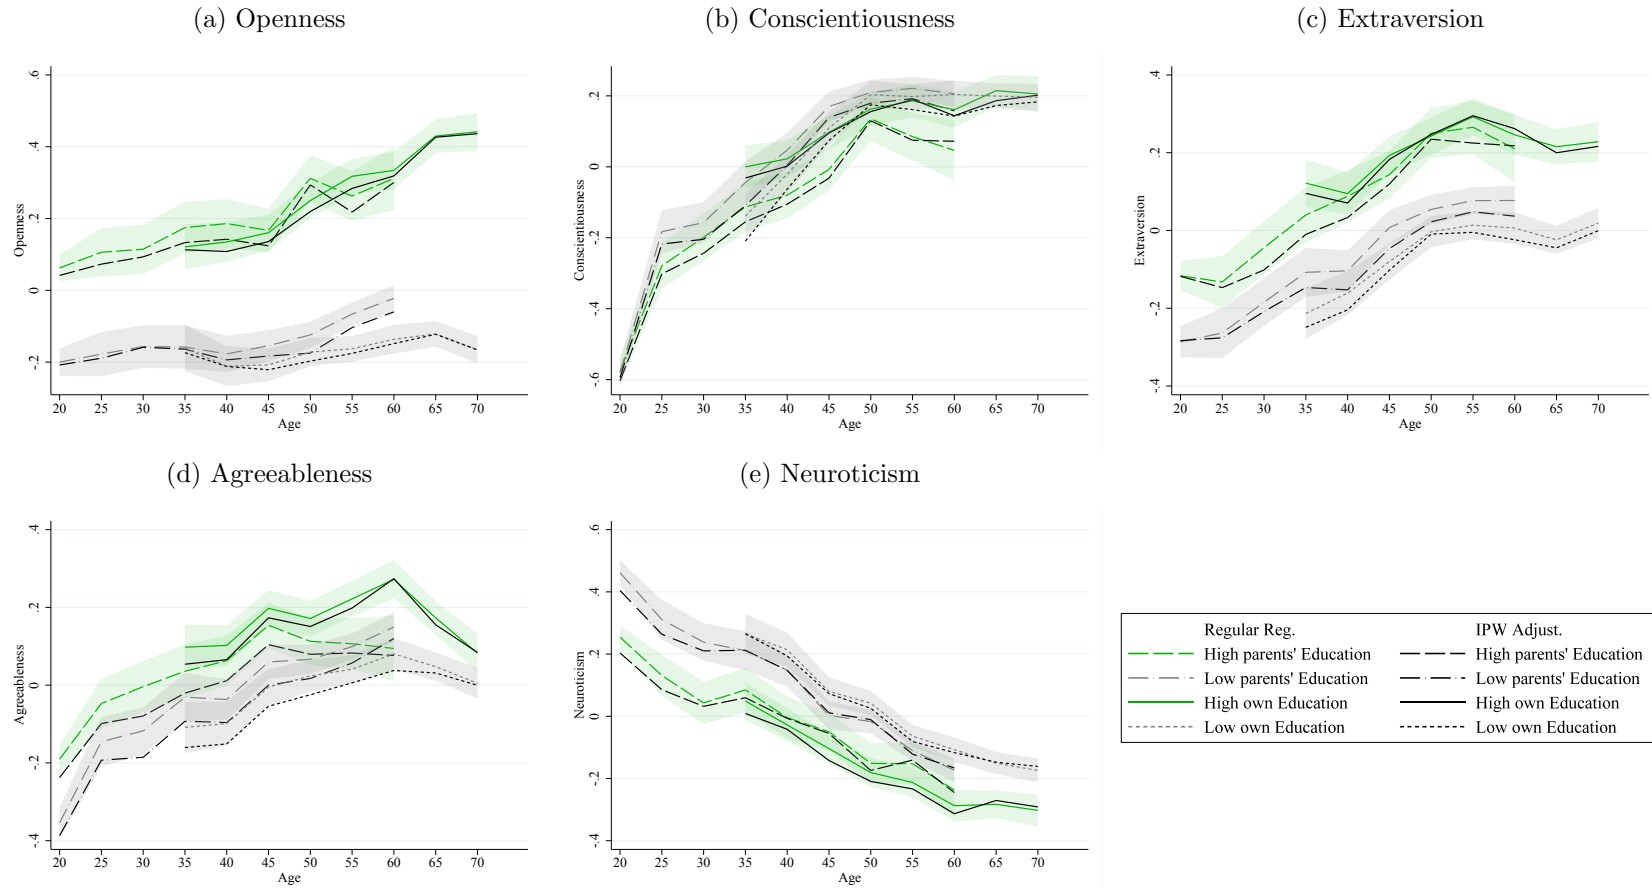 (a) Openness
(b) Conscientiousness
(c) Extraversion
.6
.4
.2
0
-.2
Openness
20 25 30 35 40 45 50 55 60 65 70
Age
.2
0
-.2
-.4
-.6
Conscientiousness
20 25 30 35 40 45 50 55 60 65 70
Age
.4
.2
0
-.2
-.4
Extraversion
20 25 30 35 40 45 50 55 60 65 70
Age
(d) Agreeableness
(e) Neuroticism
.4
.2
0
-.2
-.4
Agreeableness
20 25 30 35 40 45 50 55 60 65 70
Age
.6
.4
.2
0
-.2
-.4
Neuroticism
20 25 30 35 40 45 50 55 60 65 70
Age
Regular Reg. IPW Adjust.
High parents' Education High parents' Education
Low parents' Education Low parents' Education
High own Education High own Education
Low own Education Low own Education